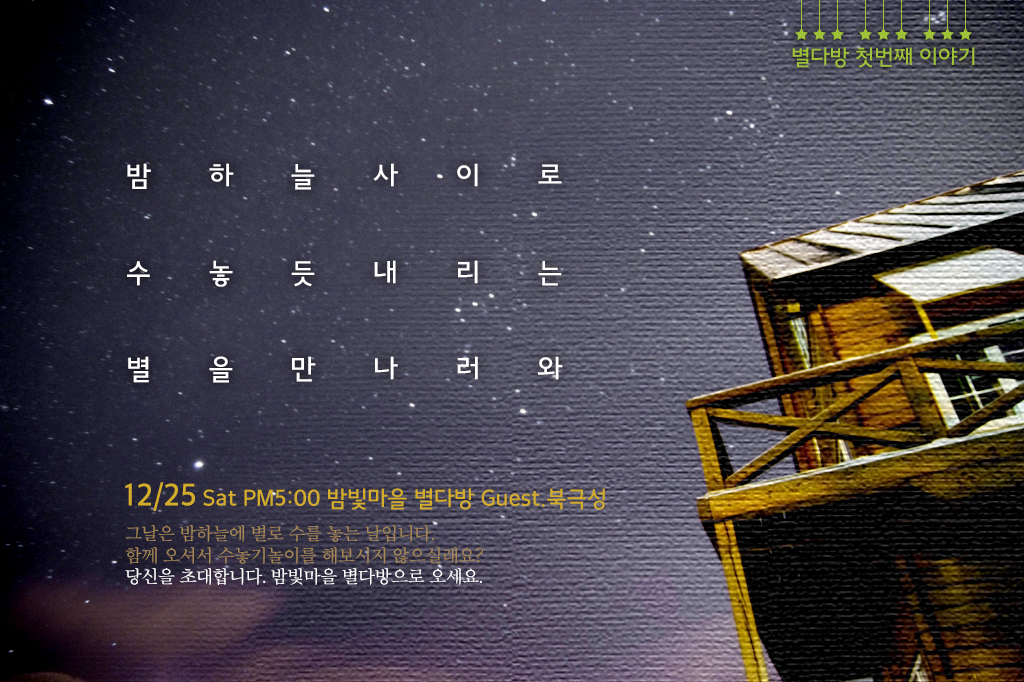 별다방 첫번째 이야기
밤 하 늘 사 이 로
수 놓 듯 내 리 는
별 을 만 나 러 와
12/25 Sat PM5:00 밤빛마을 별다방 Guest.북극성
그날은 밤하늘에 별로 수를 놓는 날입니다.
함께 오셔서 수놓기놀이를 해보시지 않으실래요?
당신을 초대합니다. 밤빛마을 별다방으로 오세요.